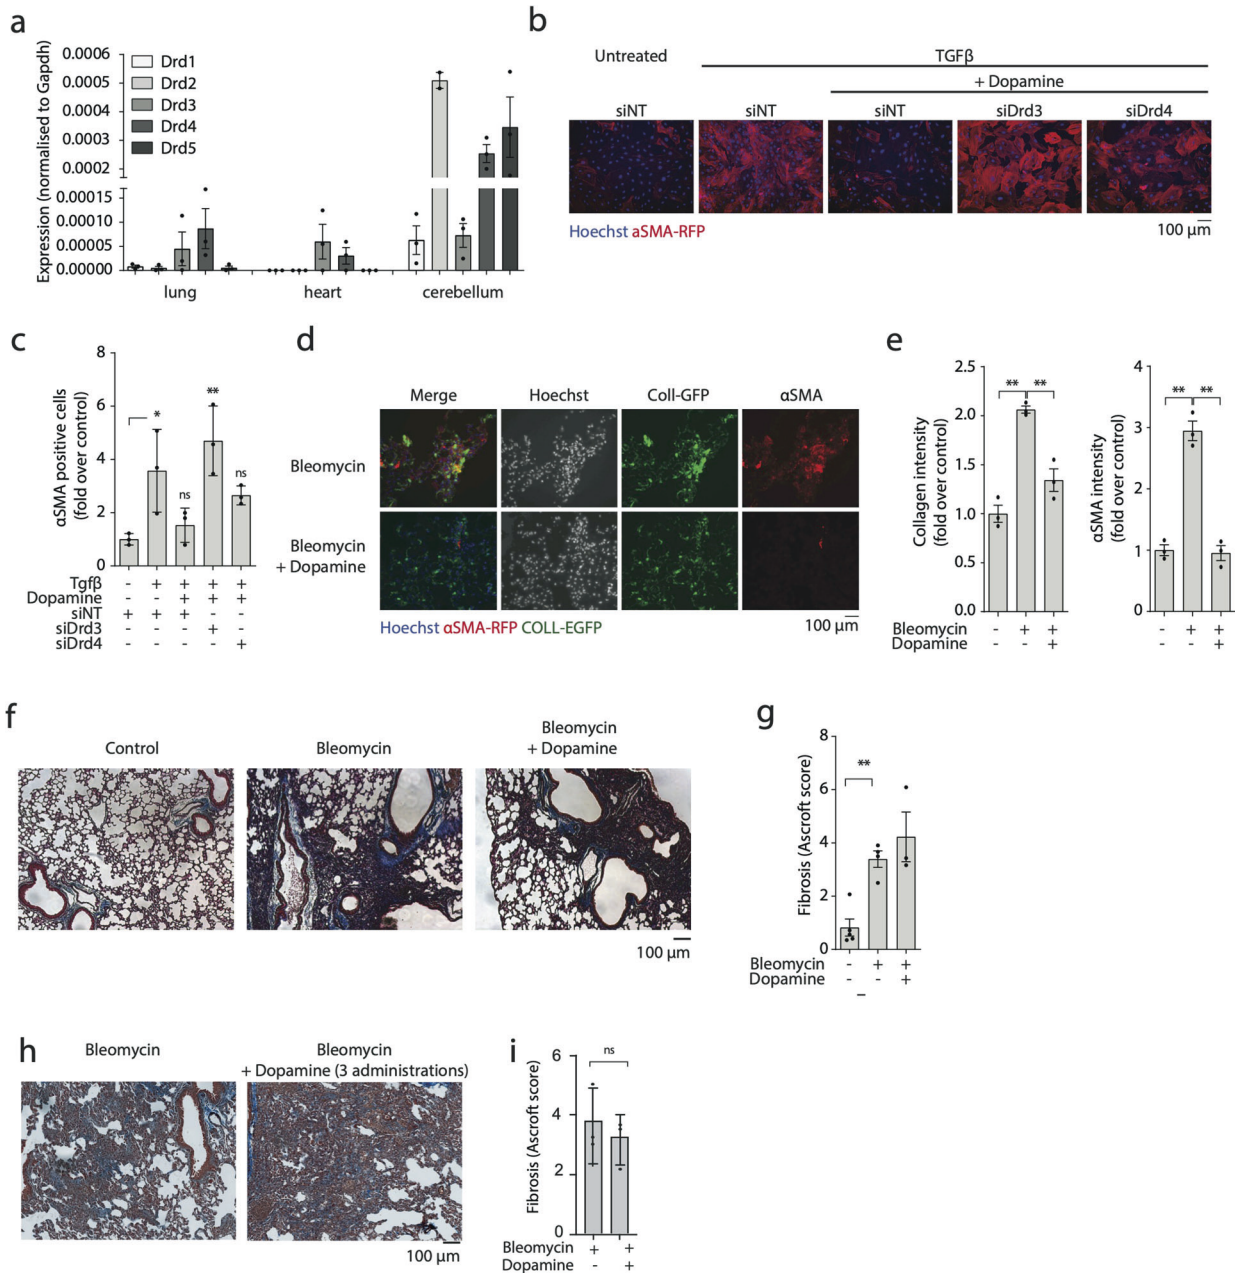 a
Expression (normalised to Gapdh)
0.0006
0.0005
0.0004
0.0003
0.0002
0.00015
0.00010
0.00005
0.00000
Drd1
Drd2
Drd3
Drd4
Drd5
lung heart cerebellum
b
Untreated TGFβ
+ Dopamine
siNT siNT siNT siDrd3 siDrd4
Hoechst aSMA-RFP
100 µm
c
αSMA positive cells
(fold over control)
8
6
4
2
0
* ns ** ns
Tgfβ - + + + +
Dopamine - - + + +
siNT + + + - -
siDrd3 - - - + -
siDrd4 - - - - +
d
Merge Hoechst Coll-GFP αSMA
Bleomycin
Bleomycin
+ Dopamine
Hoechst αSMA-RFP COLL-EGFP
100 µm
e
Collagen intensity
(fold over control)
2.5
2.0
1.5
1.0
0.5
0.0
** **
Bleomycin - + +
Dopamine - - +
αSMA intensity
(fold over control)
4
3
2
1
0
** **
- + +
- - +
f
Control
Bleomycin
Bleomycin
+ Dopamine
100 µm
g
Fibrosis (Ascroft score)
8
6
4
2
0
**
Bleomycin - + +
Dopamine - - +
–
h
Bleomycin
Bleomycin
+ Dopamine (3 administrations)
100 µm
i
Fibrosis (Ascroft score)
6
4
2
0
ns
Bleomycin + +
Dopamine - +